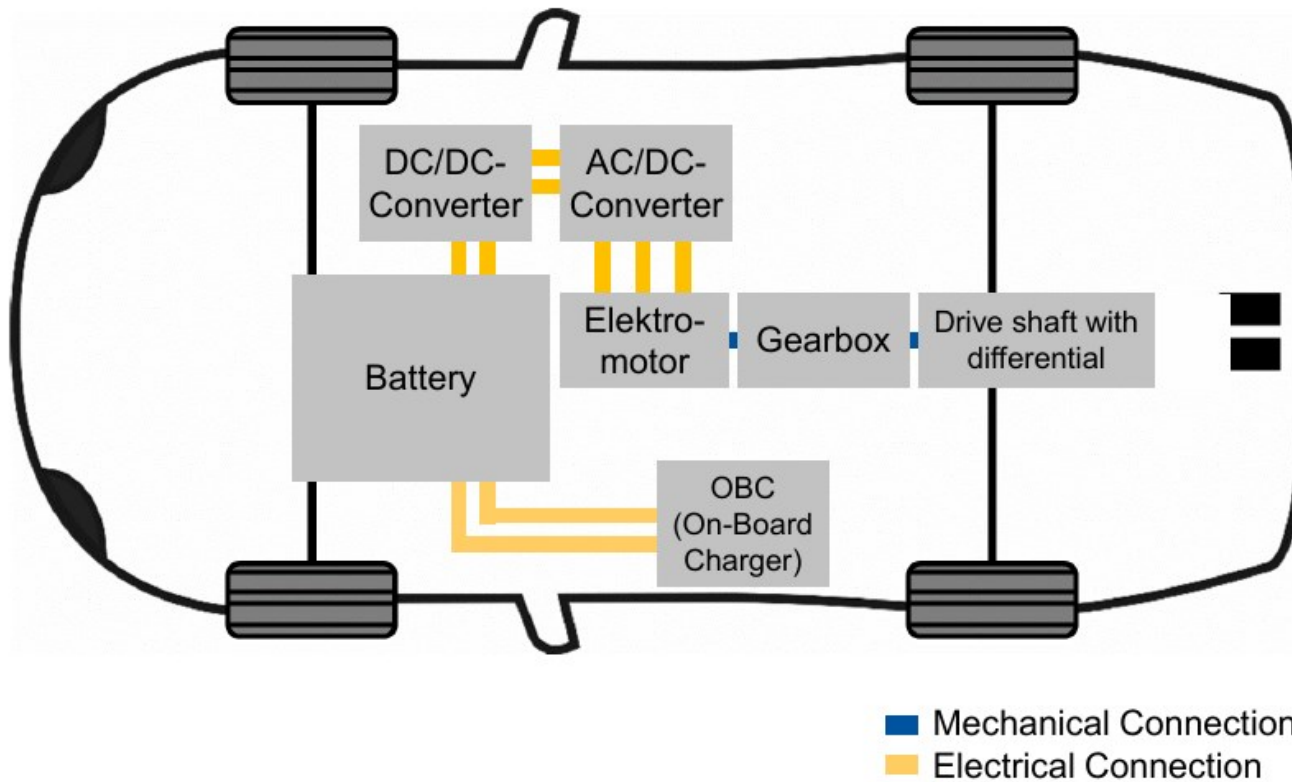 DC/DC-
Converter
AC/DC-
Converter
Battery
Elektro-
motor
Gearbox
Drive shaft with
differential
OBC
(On-Board
Charger)
Mechanical Connection
Electrical Connection